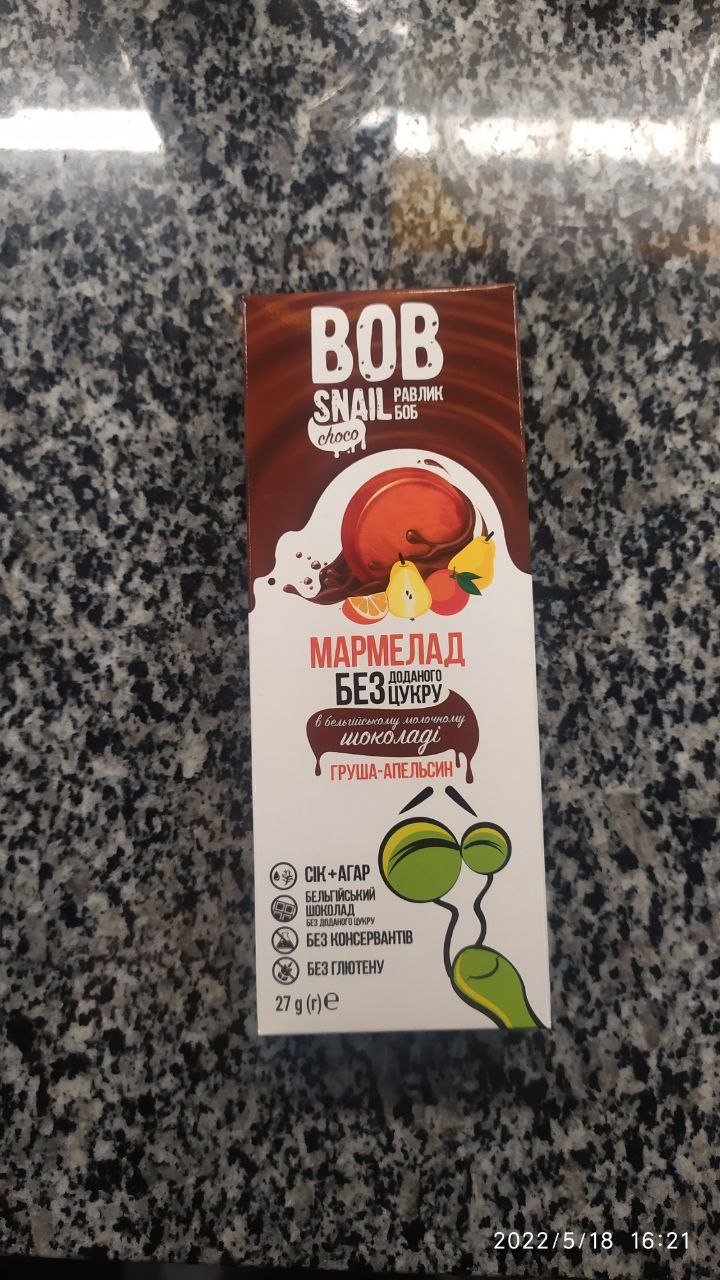 BOB
SNAIL РАВЛИК БОБ
choco
МАРМЕЛАД
БЕЗ ДОДАНОГО ЦУКРУ
в бельгійському молочному
шоколаді
ГРУША-АПЕЛЬСИН
СІК+АГАР
БЕЛЬГІЙСЬКИЙ
ШОКОЛАД
БЕЗ ДОДАНОГО ЦУКРУ
БЕЗ КОНСЕРВАНТІВ
БЕЗ ГЛЮТЕНУ
27 g (г) e
2022/5/18 16:21